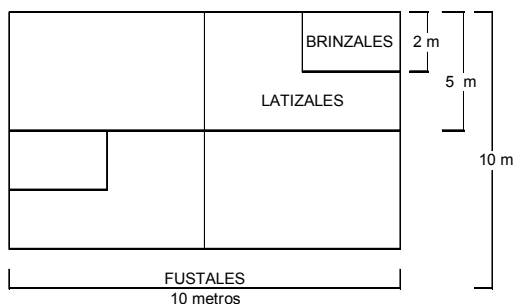 BRINZALES
2 m
5 m
LATIZALES
10 m
FUSTALES
10 metros